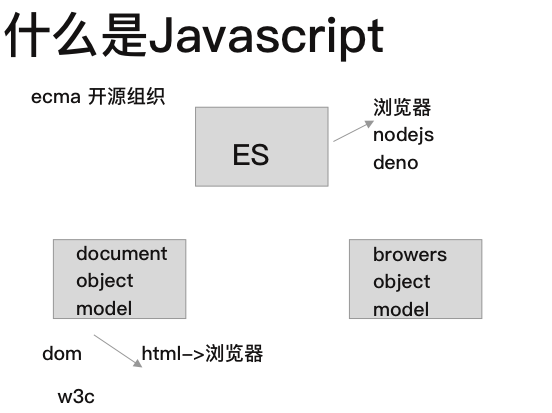 什么是Javascript
ecma 开源组织
ES
浏览器
nodejs
deno
document
object
model
browers
object
model
dom
html->浏览器
w3c